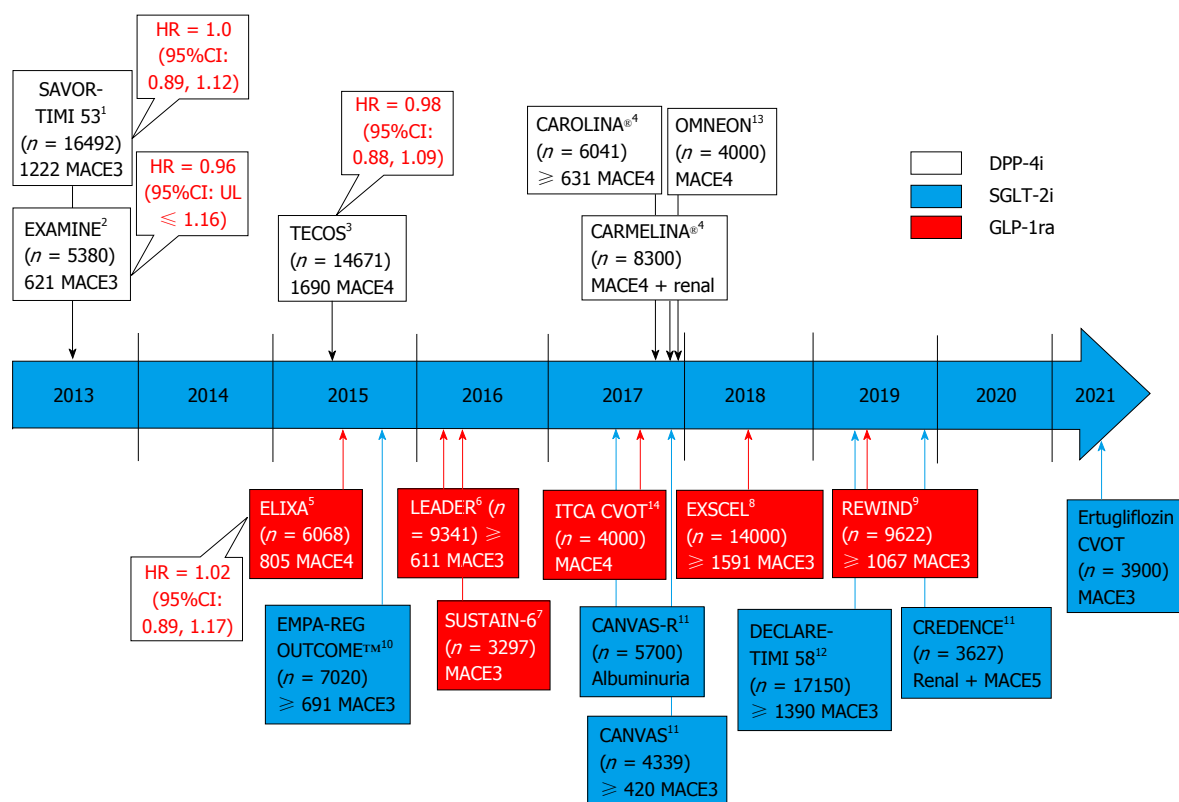 HR = 1.0
(95%CI:
0.89, 1.12)
SAVOR-
TIMI 53¹
(n = 16492)
1222 MACE3
HR = 0.96
(95%CI: UL
≤ 1.16)
EXAMINE²
(n = 5380)
621 MACE3
HR = 0.98
(95%CI:
0.88, 1.09)
TECOS³
(n = 14671)
1690 MACE4
CAROLINA®⁴
(n = 6041)
≥ 631 MACE4
OMNEON¹³
(n = 4000)
MACE4
CARMELINA®⁴
(n = 8300)
MACE4 + renal
DPP-4i
SGLT-2i
GLP-1ra
2013 2014 2015 2016 2017 2018 2019 2020 2021
ELIXA⁵
(n = 6068)
805 MACE4
HR = 1.02
(95%CI:
0.89, 1.17)
EMPA-REG
OUTCOME™¹⁰
(n = 7020)
≥ 691 MACE3
LEADER⁶ (n
= 9341) ≥
611 MACE3
SUSTAIN-6⁷
(n = 3297)
MACE3
ITCA CVOT¹⁴
(n = 4000)
MACE4
CANVAS-R¹¹
(n = 5700)
Albuminuria
CANVAS¹¹
(n = 4339)
≥ 420 MACE3
EXSCEL⁸
(n = 14000)
≥ 1591 MACE3
DECLARE-
TIMI 58¹²
(n = 17150)
≥ 1390 MACE3
REWIND⁹
(n = 9622)
≥ 1067 MACE3
CREDENCE¹¹
(n = 3627)
Renal + MACE5
Ertugliflozin
CVOT
(n = 3900)
MACE3